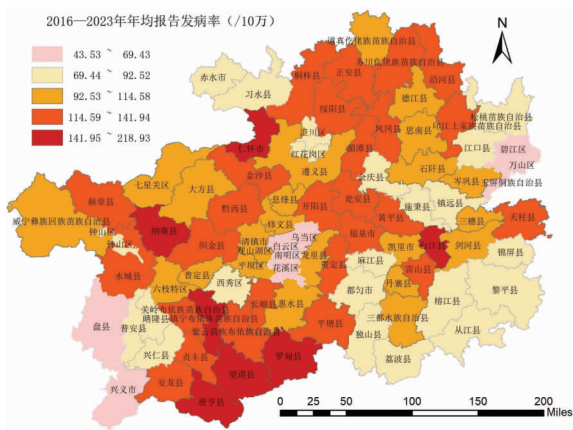 2016—2023年年均报告发病率(/10万)
43.53 ~ 69.43
69.44 ~ 92.52
92.53 ~ 114.58
114.59 ~ 141.94
141.95 ~ 218.93
N
道真仡佬族苗族自治县
务川仡佬族苗族自治县
赤水市
习水县
桐梓县
正安县
沿河县
绥阳县
德江县
松桃苗族自治县
印江土家族苗族自治县
凤冈县
思南县
汇川区
仁怀市
红花岗区
湄潭县
江口县
碧江区
万山区
七星关区
大方县
金沙县
遵义县
余庆县
石阡县
岑巩县
玉屏侗族自治县
赫章县
黔西县
息烽县
开阳县
瓮安县
施秉县
镇远县
威宁彝族回族苗族自治县
钟山区
钟山区
纳雍县
织金县
修文县
清镇市
乌当区
白云区
观山湖区
南明区
花溪区
龙里县
福泉市
黄平县
三穗县
天柱县
凯里市
台江县
剑河县
锦屏县
水城县
六枝特区
普定县
平坝区
西秀区
贵定县
麻江县
雷山县
丹寨县
都匀市
榕江县
黎平县
盘县
普安县
晴隆县
关岭布依族苗族自治县
镇宁布依族苗族自治县
紫云苗族布依族自治县
长顺县
惠水县
平塘县
三都水族自治县
独山县
荔波县
从江县
兴仁县
贞丰县
望谟县
罗甸县
兴义市
安龙县
册亨县
0 25 50 100 150 200
Miles